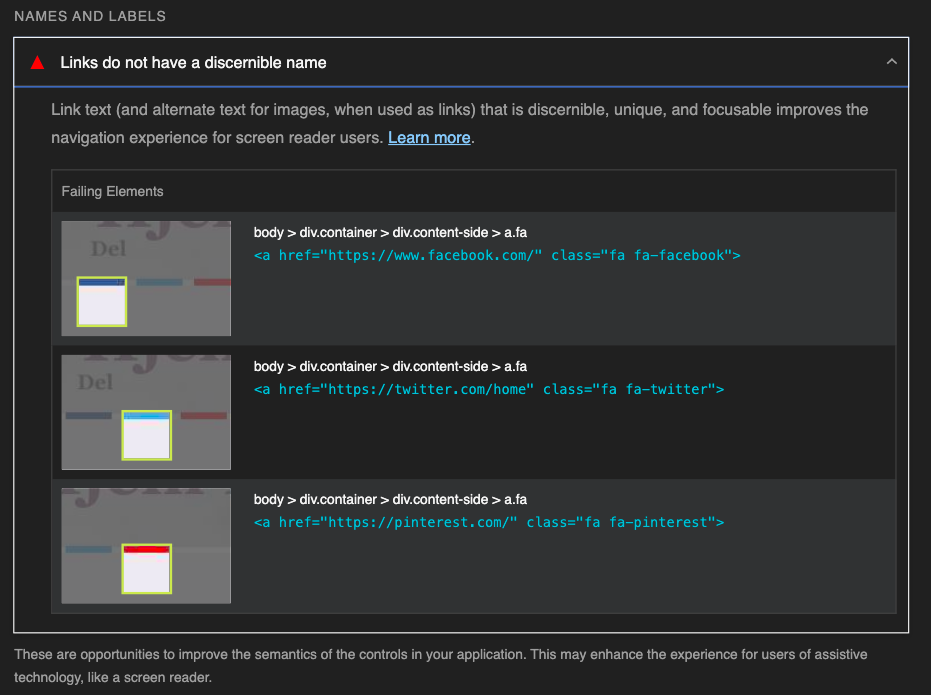 NAMES AND LABELS
Links do not have a discernible name
Link text (and alternate text for images, when used as links) that is discernible, unique, and focusable improves the
navigation experience for screen reader users. Learn more.
Failing Elements
Del
body > div.container > div.content-side > a.fa
<a href="https://www.facebook.com/" class="fa fa-facebook">
Del
body > div.container > div.content-side > a.fa
<a href="https://twitter.com/home" class="fa fa-twitter">
body > div.container > div.content-side > a.fa
<a href="https://pinterest.com/" class="fa fa-pinterest">
These are opportunities to improve the semantics of the controls in your application. This may enhance the experience for users of assistive
technology, like a screen reader.